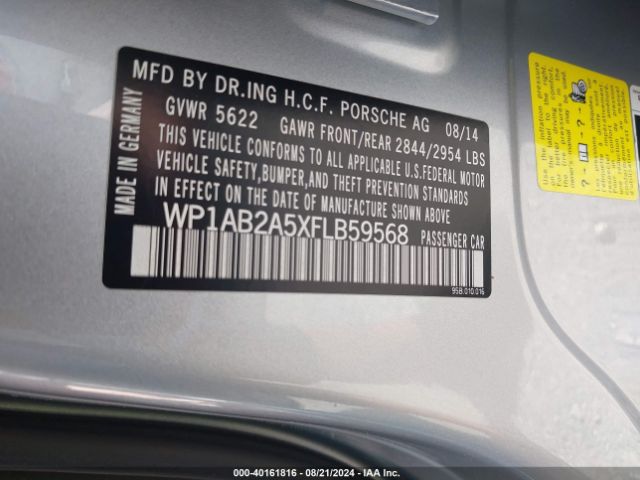 MFD BY DR.ING H.C.F. PORSCHE AG 08/14
GVWR 5622 GAWR FRONT/REAR 2844/2954 LBS
THIS VEHICLE CONFORMS TO ALL APPLICABLE U.S.FEDERAL MOTOR
VEHICLE SAFETY,BUMPER,AND THEFT PREVENTION STANDARDS
IN EFFECT ON THE DATE OF MANUFACTURE SHOWN ABOVE
WP1AB2A5XFLB59568 PASSENGER CAR
95B.010.016
MADE IN GERMANY
000-40161816 - 08/21/2024 - IAA Inc.